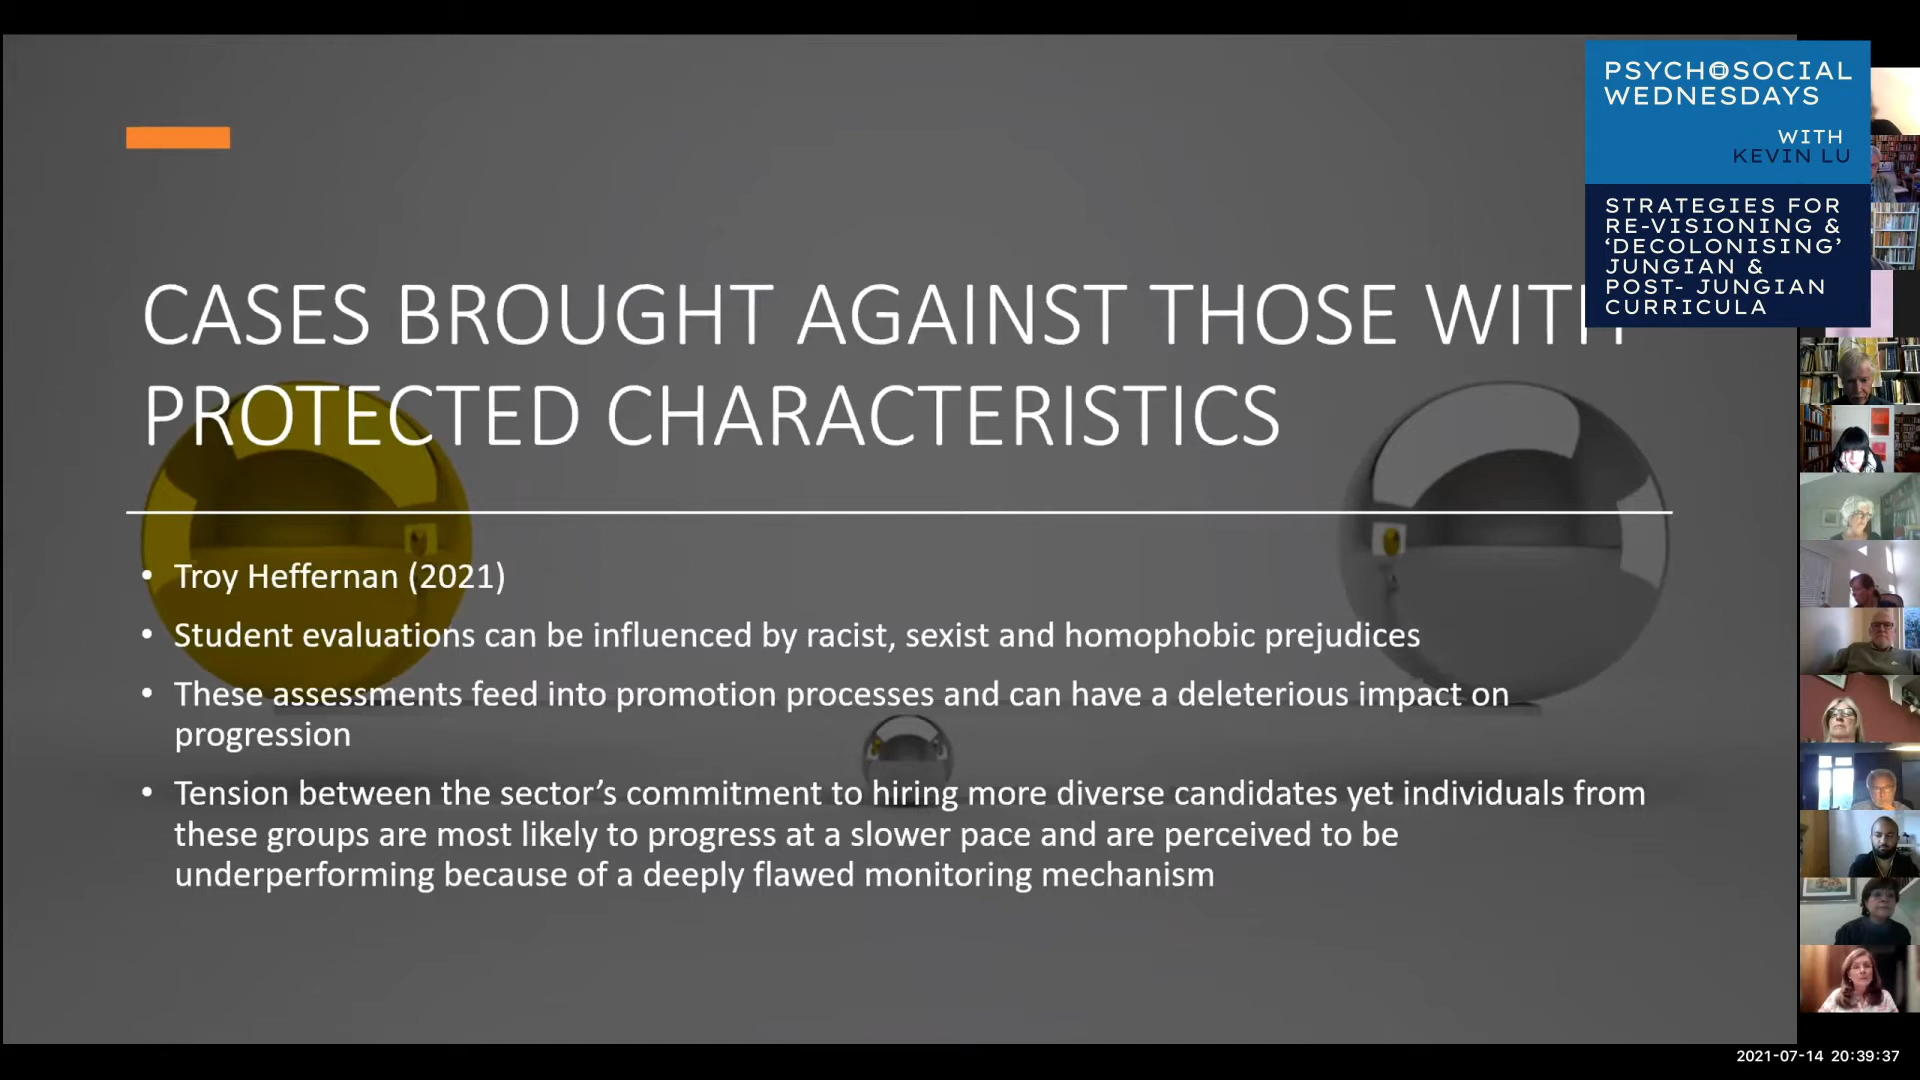 PSYCHOSOCIAL
WEDNESDAYS
WITH
KEVIN LU
STRATEGIES FOR
RE-VISIONING &
‘DECOLONISING’
JUNGIAN &
POST- JUNGIAN
CURRICULA
CASES BROUGHT AGAINST THOSE WITH
PROTECTED CHARACTERISTICS
• Troy Heffernan (2021)
• Student evaluations can be influenced by racist, sexist and homophobic prejudices
• These assessments feed into promotion processes and can have a deleterious impact on
progression
• Tension between the sector’s commitment to hiring more diverse candidates yet individuals from
these groups are most likely to progress at a slower pace and are perceived to be
underperforming because of a deeply flawed monitoring mechanism
2021-07-14 20:39:37